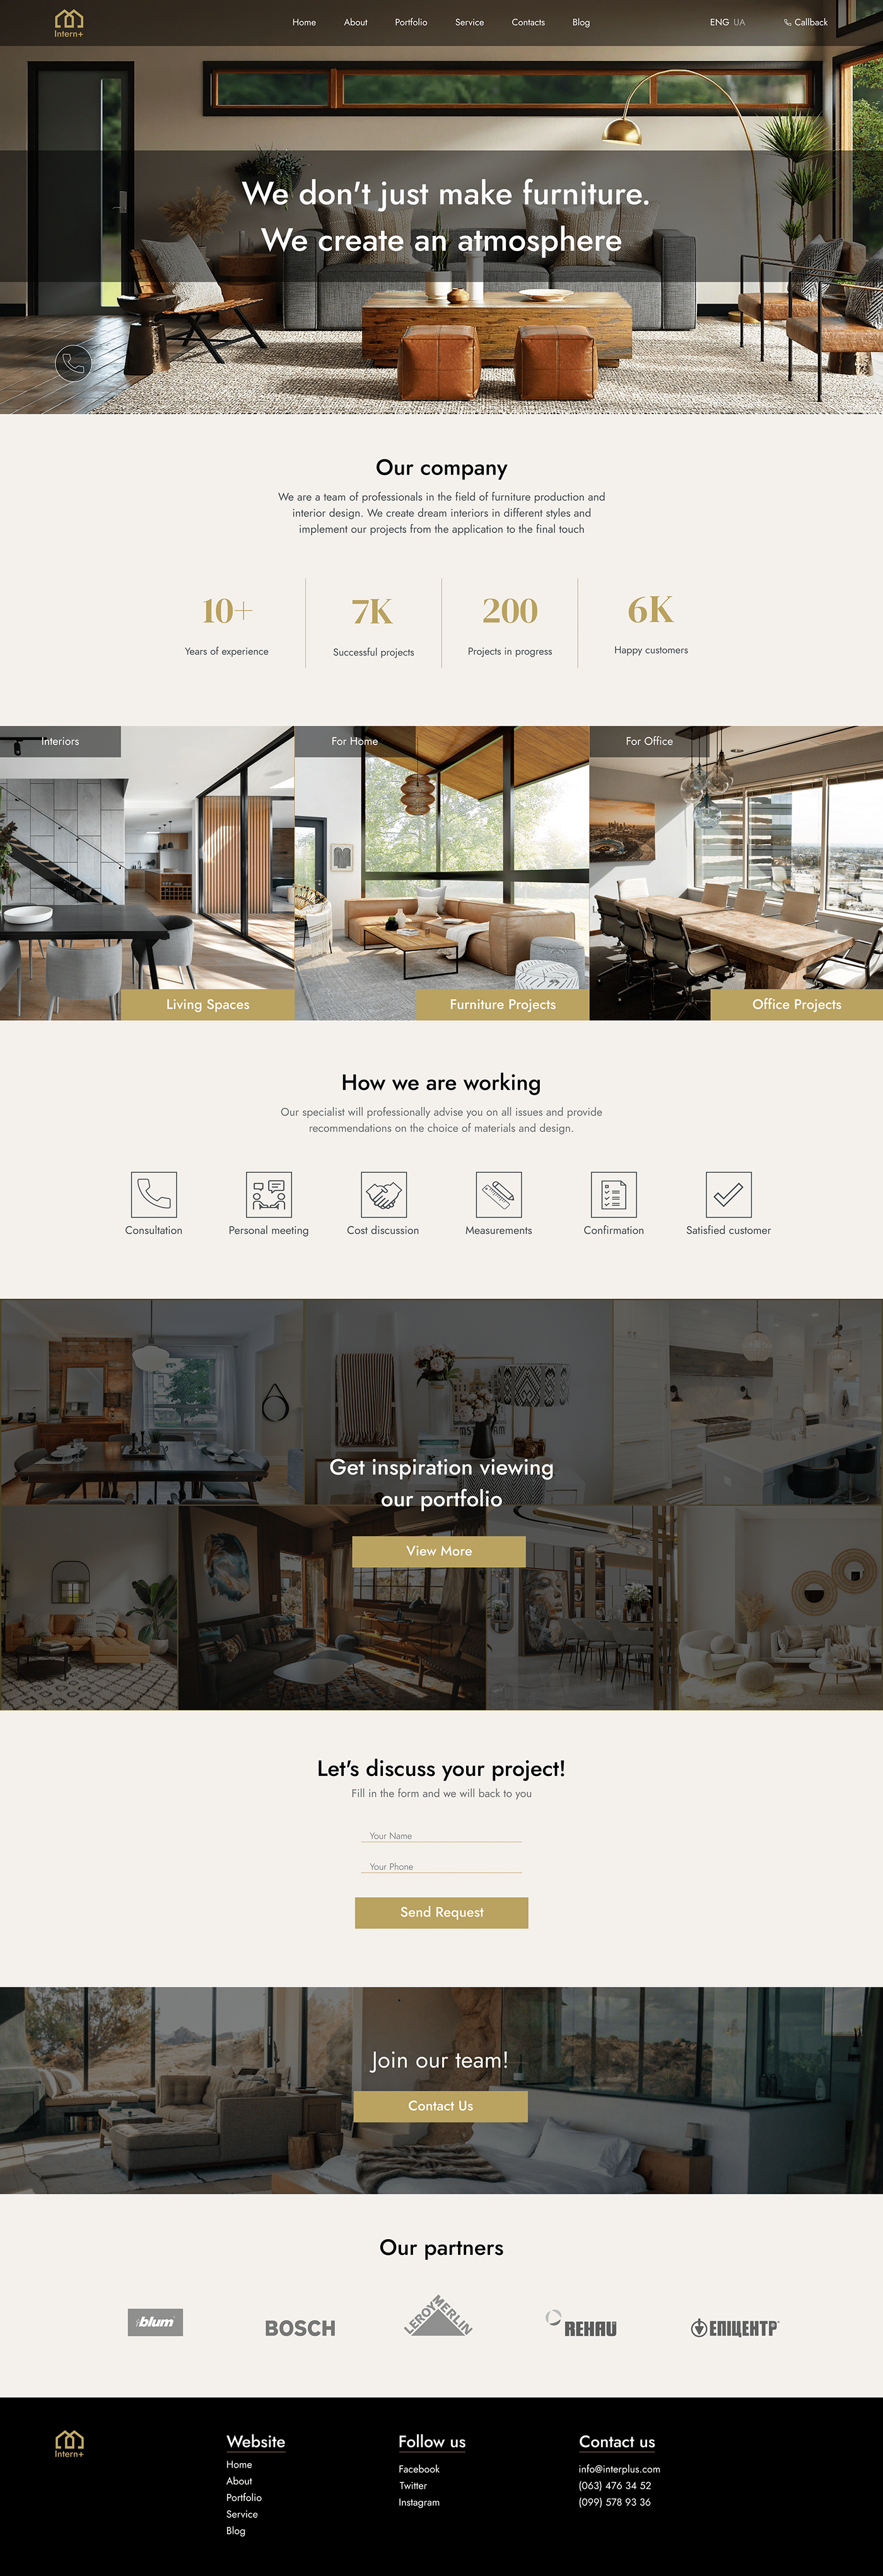 Intern+
Home About Portfolio Service Contacts Blog
ENG UA
Callback
We don't just make furniture.
We create an atmosphere
Our company
We are a team of professionals in the field of furniture production and
interior design. We create dream interiors in different styles and
implement our projects from the application to the final touch
10+ 7K 200 6K
Years of experience Successful projects Projects in progress Happy customers
Interiors For Home For Office
Living Spaces Furniture Projects Office Projects
How we are working
Our specialist will professionally advise you on all issues and provide
recommendations on the choice of materials and design.
Consultation Personal meeting Cost discussion Measurements Confirmation Satisfied customer
Get inspiration viewing
our portfolio
View More
Let's discuss your project!
Fill in the form and we will back to you
Your Name
Your Phone
Send Request
Join our team!
Contact Us
Our partners
blum BOSCH LEROY MERLIN REHAU ЕПІЦЕНТР
Intern+
Website
Home
About
Portfolio
Service
Blog
Follow us
Facebook
Twitter
Instagram
Contact us
info@interplus.com
(063) 476 34 52
(099) 578 93 36